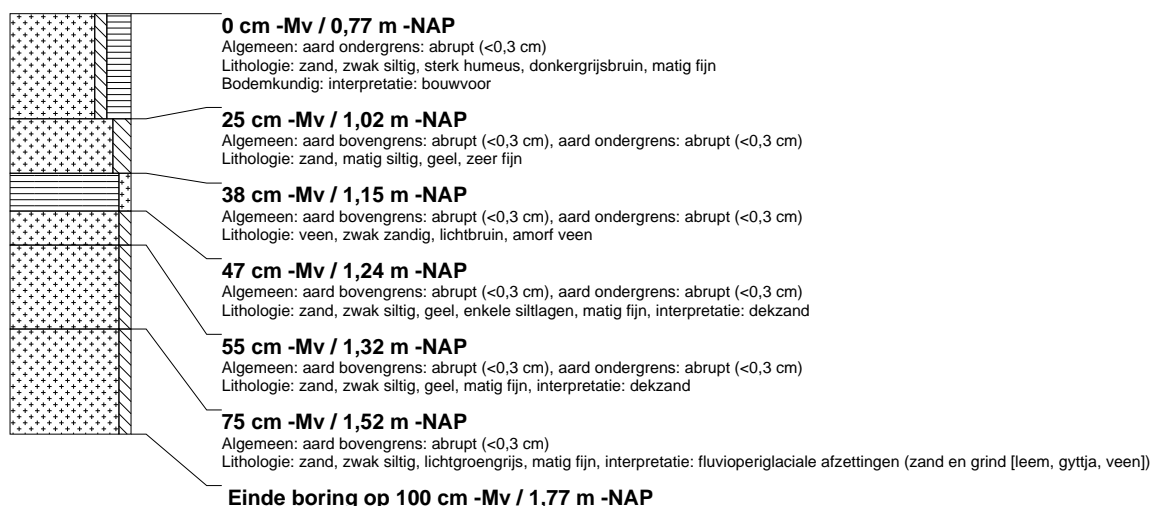 0 cm -Mv / 0,77 m -NAP
Algemeen: aard ondergrens: abrupt (<0,3 cm)
Lithologie: zand, zwak siltig, sterk humeus, donkergrijsbruin, matig fijn
Bodemkundig: interpretatie: bouwvoor
25 cm -Mv / 1,02 m -NAP
Algemeen: aard bovengrens: abrupt (<0,3 cm), aard ondergrens: abrupt (<0,3 cm)
Lithologie: zand, matig siltig, geel, zeer fijn
38 cm -Mv / 1,15 m -NAP
Algemeen: aard bovengrens: abrupt (<0,3 cm), aard ondergrens: abrupt (<0,3 cm)
Lithologie: veen, zwak zandig, lichtbruin, amorf veen
47 cm -Mv / 1,24 m -NAP
Algemeen: aard bovengrens: abrupt (<0,3 cm), aard ondergrens: abrupt (<0,3 cm)
Lithologie: zand, zwak siltig, geel, enkele siltlagen, matig fijn, interpretatie: dekzand
55 cm -Mv / 1,32 m -NAP
Algemeen: aard bovengrens: abrupt (<0,3 cm), aard ondergrens: abrupt (<0,3 cm)
Lithologie: zand, zwak siltig, geel, matig fijn, interpretatie: dekzand
75 cm -Mv / 1,52 m -NAP
Algemeen: aard bovengrens: abrupt (<0,3 cm)
Lithologie: zand, zwak siltig, lichtgroengrijs, matig fijn, interpretatie: fluvioperiglaciale afzettingen (zand en grind [leem, gyttja, veen])
Einde boring op 100 cm -Mv / 1,77 m -NAP